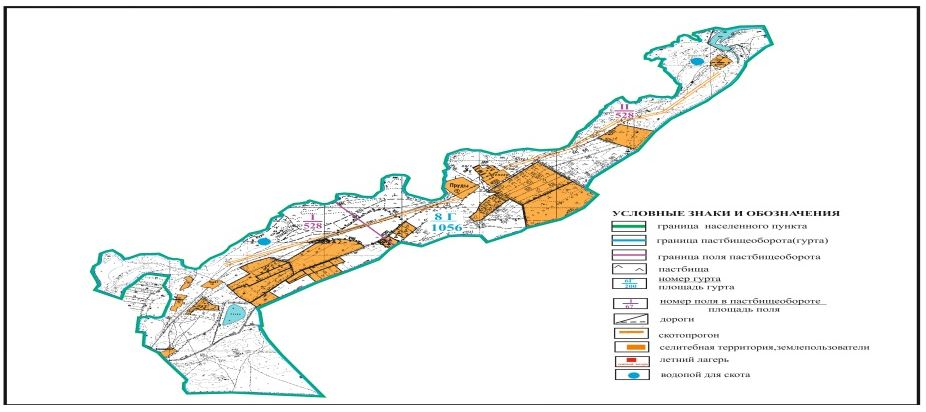 II
528
Пруды
I
528
8 Г
1056
УСЛОВНЫЕ ЗНАКИ И ОБОЗНАЧЕНИЯ
граница населенного пункта
граница пастбищеоборота(гурта)
граница поля пастбищеоборота
пастбища
номер гурта
площадь гурта
номер поля в пастбищеобороте
площадь поля
дороги
скотопрогон
селитебная территория,землепользователи
летний лагерь
водопой для скота